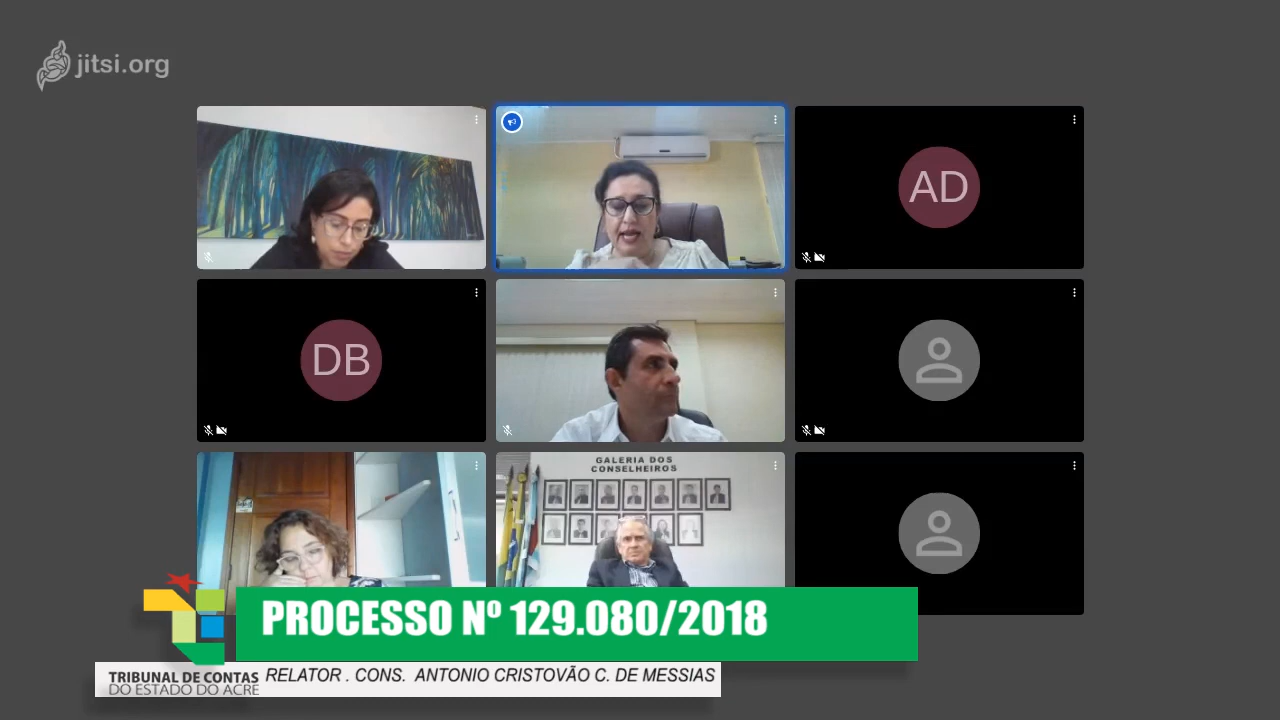 jitsi.org
AD
DB
GALERIA DOS
CONSELHEIROS
PROCESSO Nº 129.080/2018
TRIBUNAL DE CONTAS
DO ESTADO DO ACRE
RELATOR . CONS. ANTONIO CRISTOVÃO C. DE MESSIAS